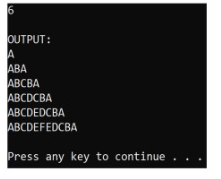 6
OUTPUT:
A
ABA
ABCBA
ABCDCBA
ABCDEDCBA
ABCDEFEDCBA
Press any key to continue . . .